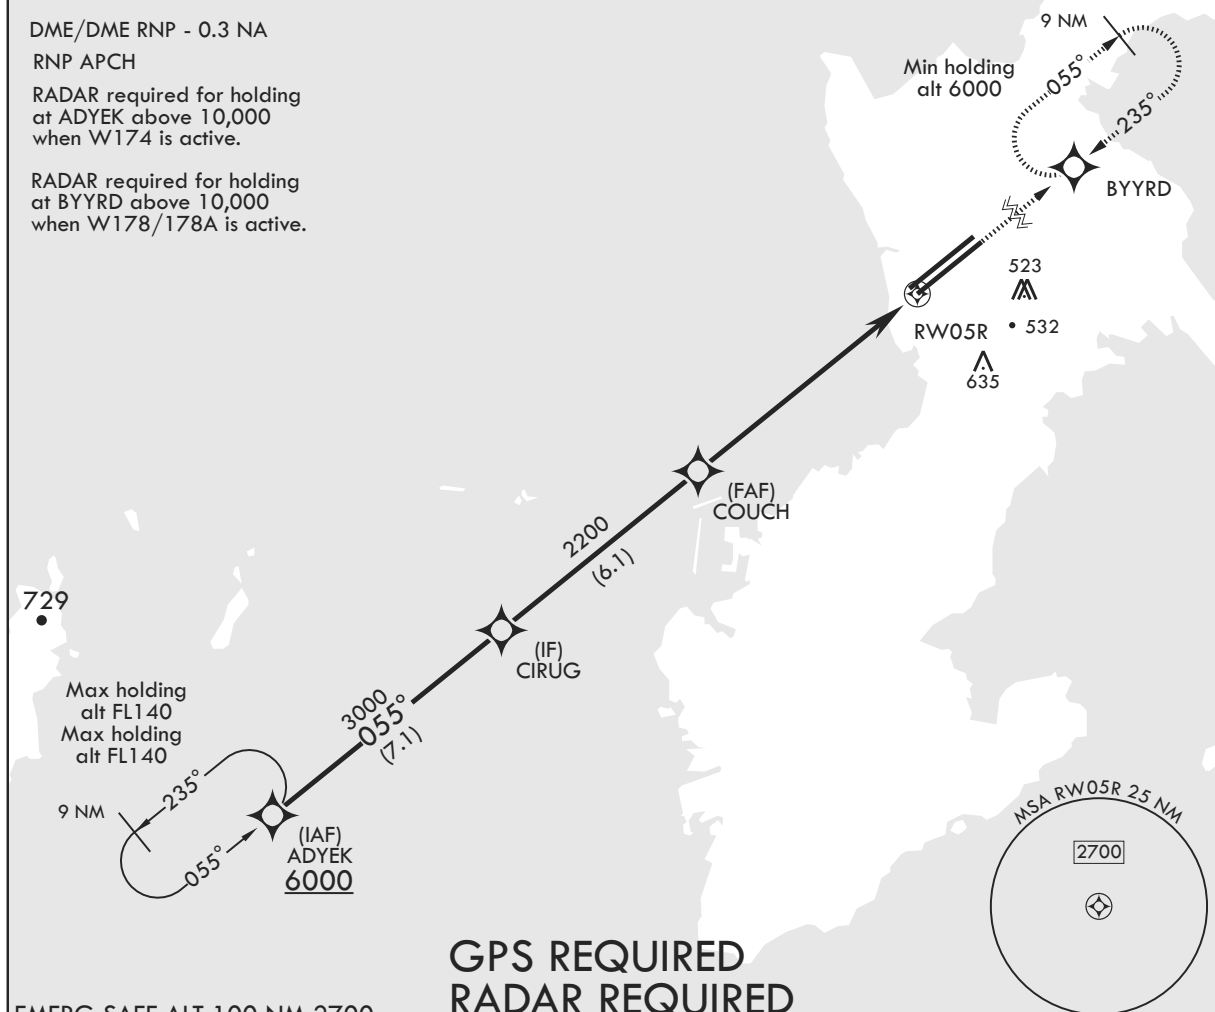 DME/DME RNP - 0.3 NA
RNP APCH
RADAR required for holding
at ADYEK above 10,000
when W174 is active.
RADAR required for holding
at BYYRD above 10,000
when W178/178A is active.
9 NM
Min holding
alt 6000
055°
235°
BYYRD
523
RW05R
532
635
(FAF)
COUCH
2200
(6.1)
729
(IF)
CIRUG
3000
055°
(7.1)
Max holding
alt FL140
Max holding
alt FL140
235°
9 NM
055°
(IAF)
ADYEK
6000
MSA RW05R 25 NM
2700
GPS REQUIRED
RADAR REQUIRED
EMERG SAFE ALT 100 NM 2700